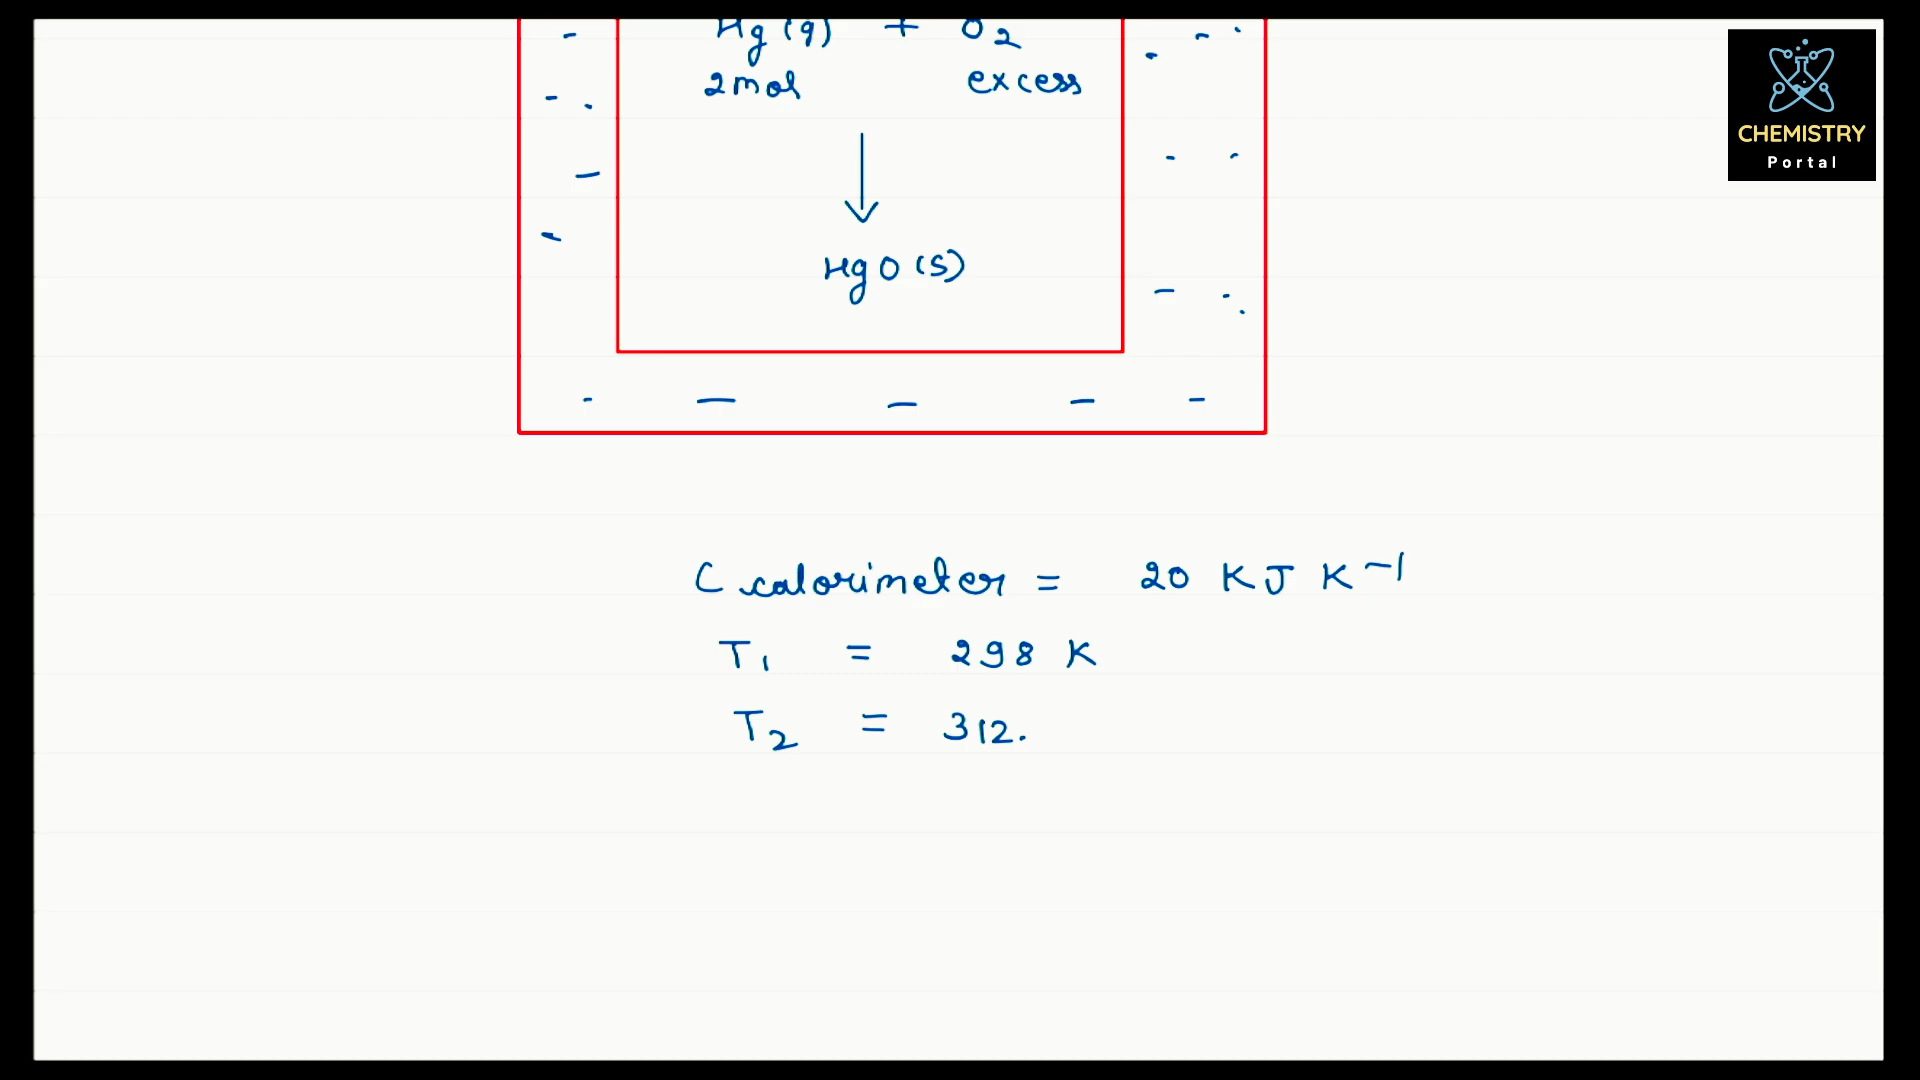 Hg (g) + O2
2mol excess
HgO (s)
CHEMISTRY
Portal
C calorimeter = 20 KJ K-1
T1 = 298 K
T2 = 312.